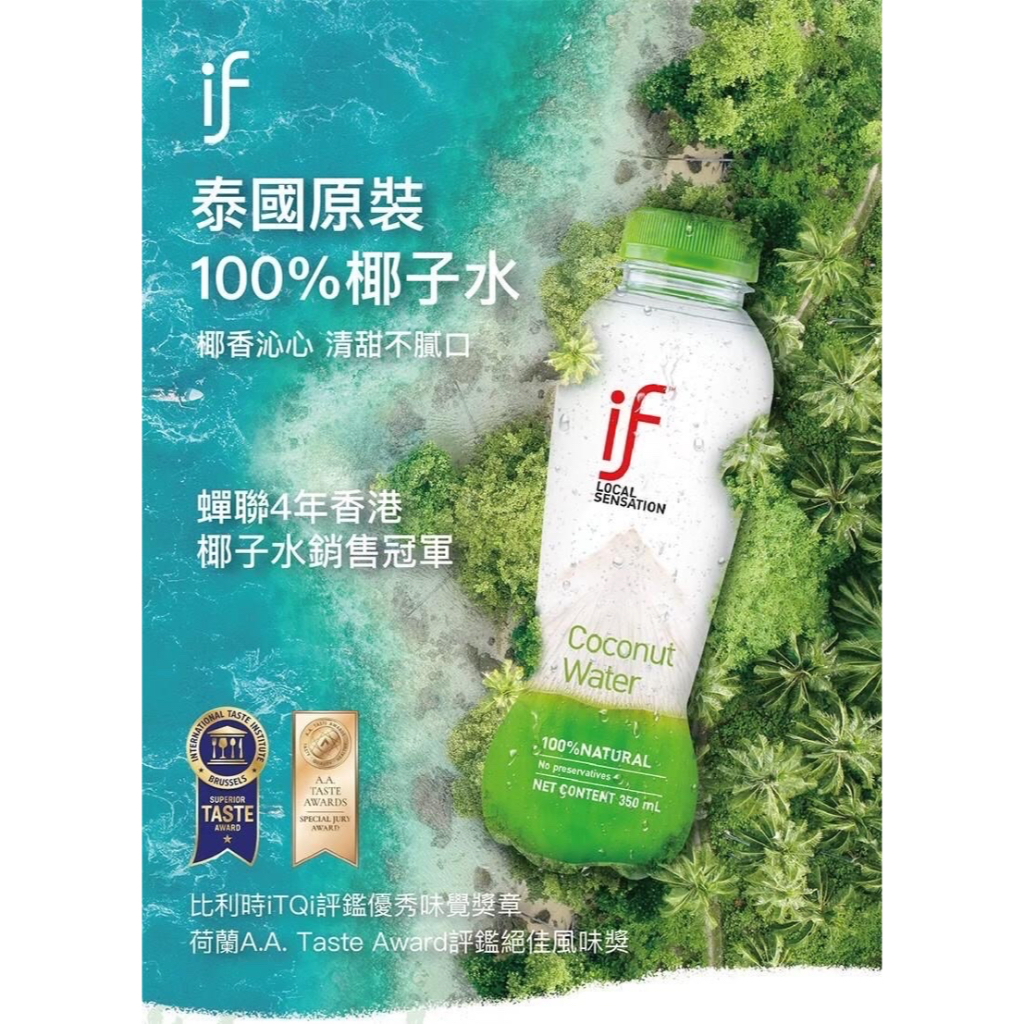 if
泰國原裝
100%椰子水
椰香沁心 清甜不膩口
蟬聯4年香港
椰子水銷售冠軍
if
LOCAL
SENSATION
Coconut
Water
100%NATURAL
No preservatives
NET CONTENT 350 mL
INTERNATIONAL TASTE INSTITUTE
BRUSSELS
SUPERIOR
TASTE
AWARD
A.A.
TASTE
AWARDS
SPECIAL JURY
AWARD
比利時iTQi評鑑優秀味覺獎章
荷蘭A.A. Taste Award評鑑絕佳風味獎